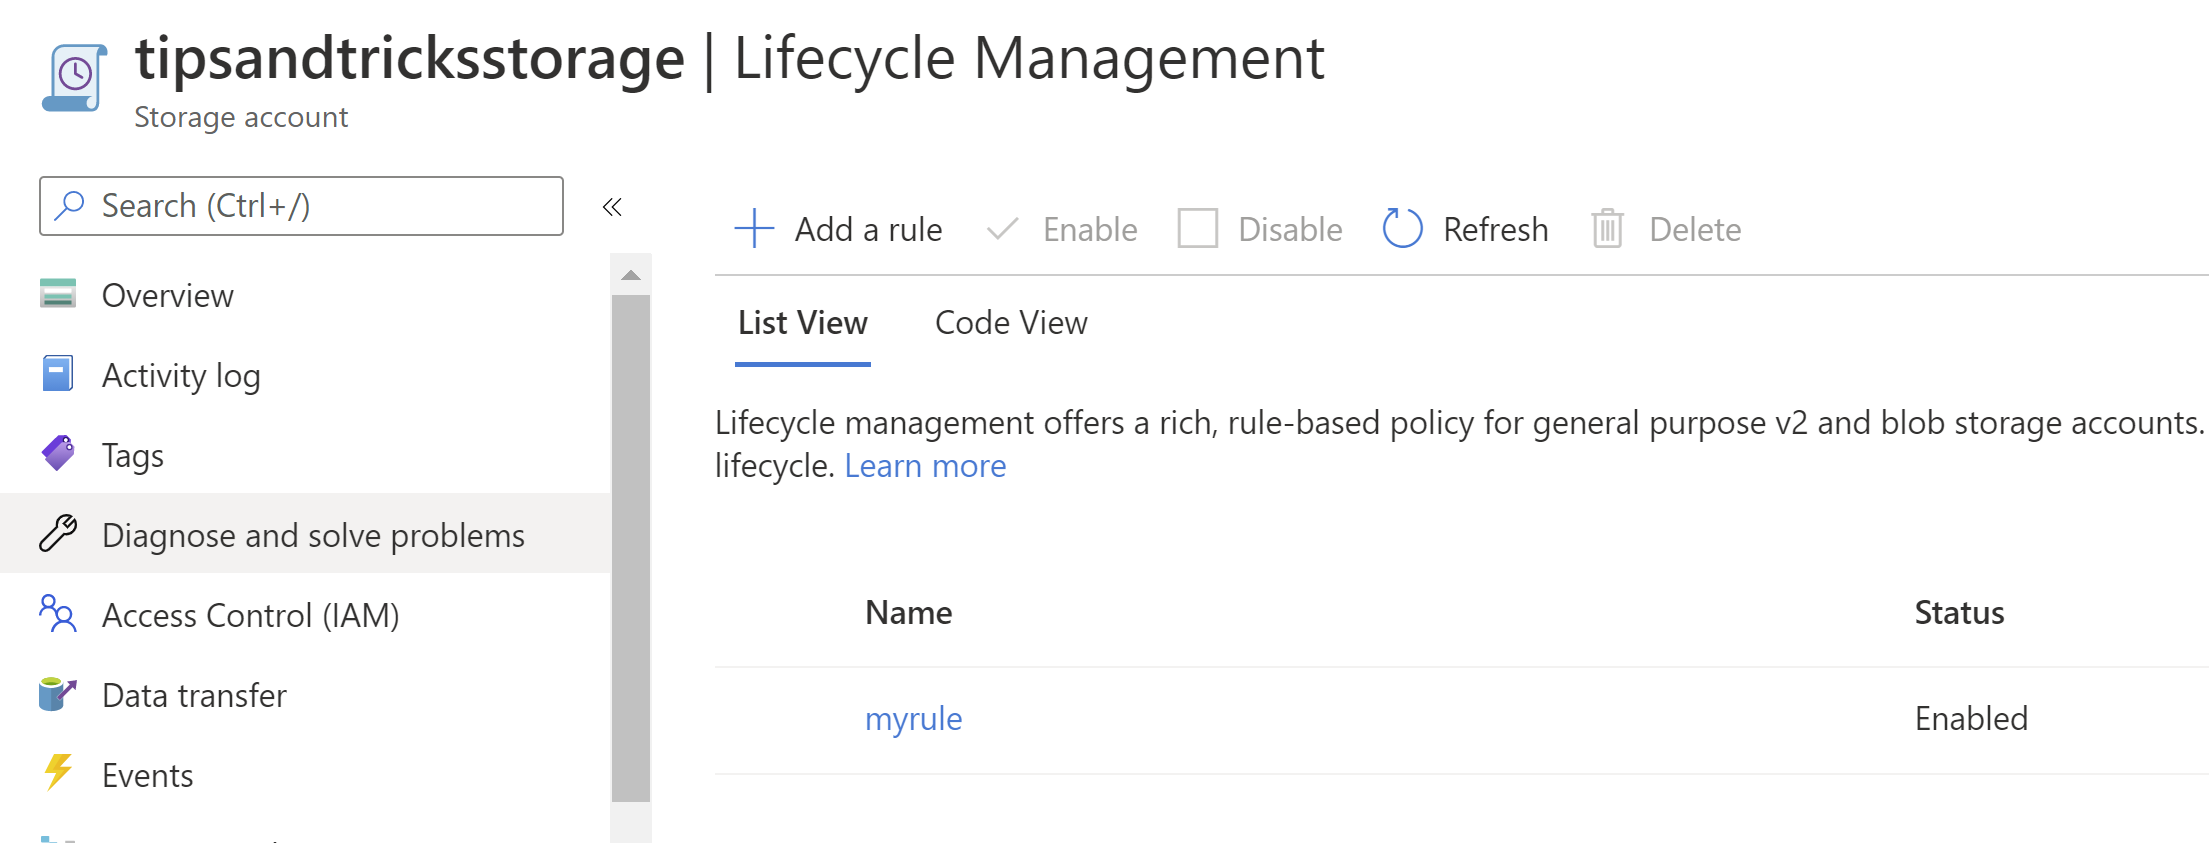 tipsandtricksstorage | Lifecycle Management
Storage account
Search (Ctrl+/)
«
Overview
Activity log
Tags
Diagnose and solve problems
Access Control (IAM)
Data transfer
Events
Add a rule
Enable
Disable
Refresh
Delete
List View
Code View
Lifecycle management offers a rich, rule-based policy for general purpose v2 and blob storage accounts.
lifecycle. Learn more
Name
Status
myrule
Enabled